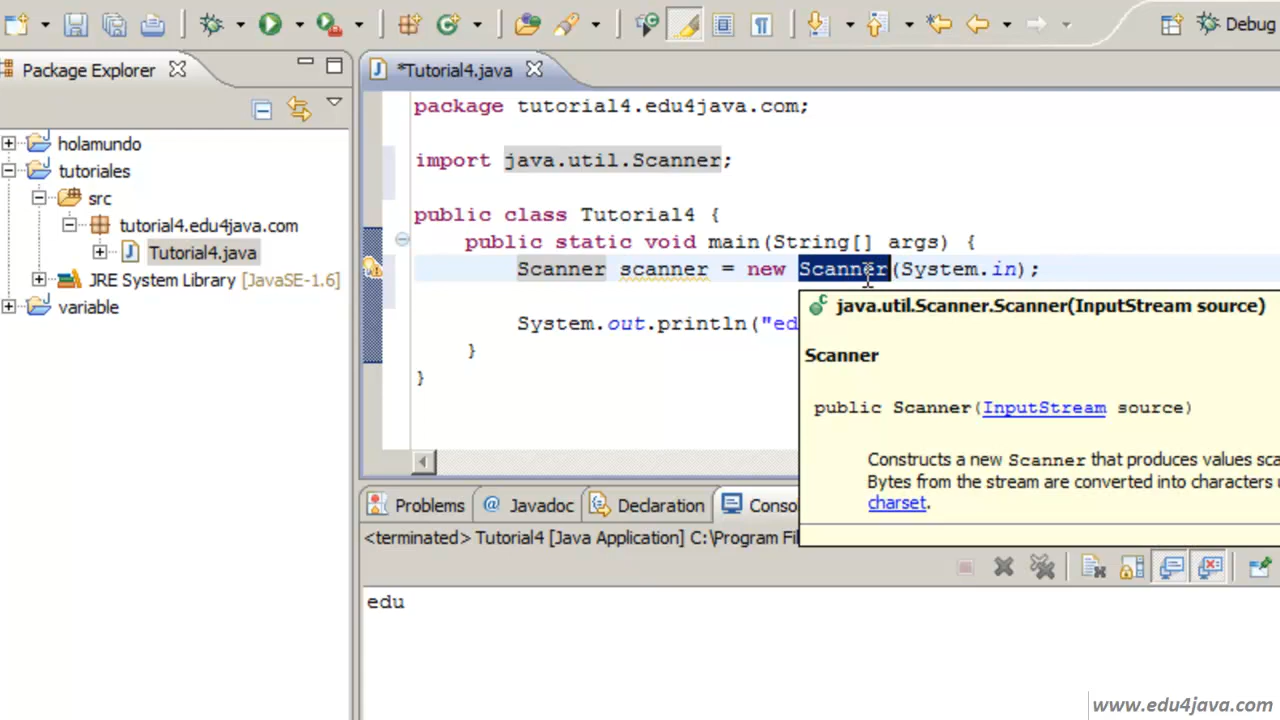 Debug
Package Explorer
*Tutorial4.java
holamundo
tutoriales
src
tutorial4.edu4java.com
Tutorial4.java
JRE System Library [JavaSE-1.6]
variable
package tutorial4.edu4java.com;
import java.util.Scanner;
public class Tutorial4 {
public static void main(String[] args) {
Scanner scanner = new Scanner(System.in);
System.out.println("ed
}
}
java.util.Scanner.Scanner(InputStream source)
Scanner
public Scanner(InputStream source)
Constructs a new Scanner that produces values sca
Bytes from the stream are converted into characters u
charset.
Problems
@ Javadoc
Declaration
Conso
<terminated> Tutorial4 [Java Application] C:\Program Fil
edu
www.edu4java.com